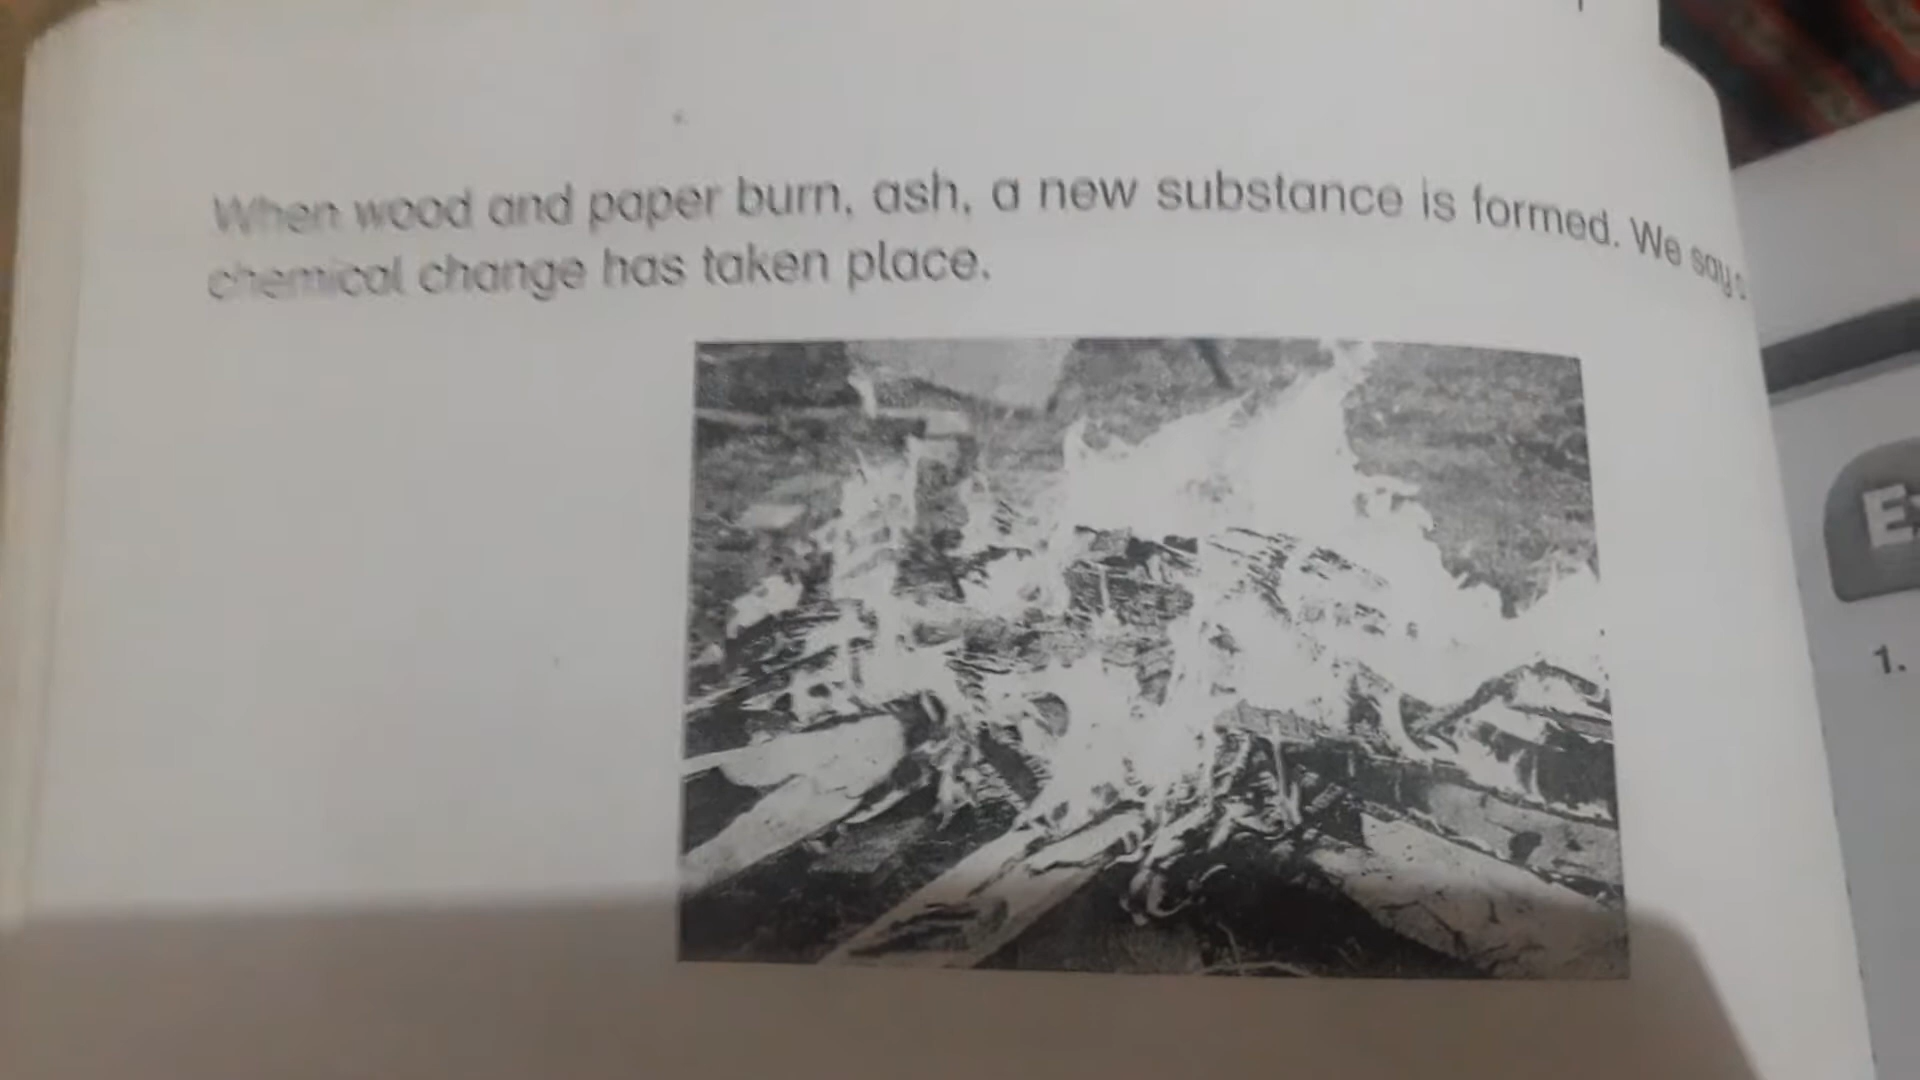 When wood and paper burn, ash, a new substance is formed. We say
chemical change has taken place.
1.